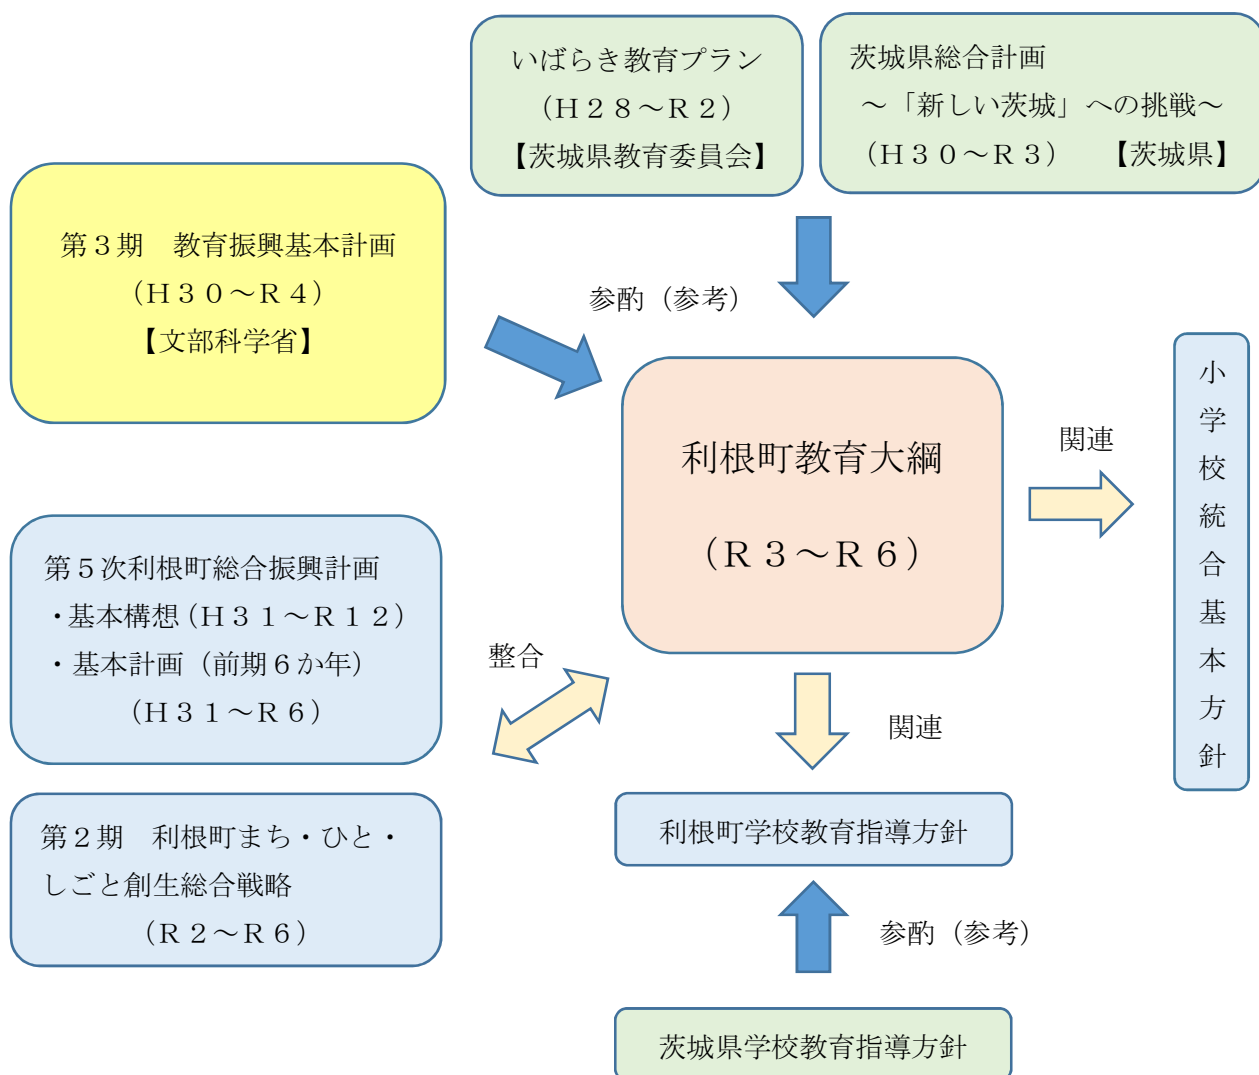 いばらき教育プラン
（H28～R2）
【茨城県教育委員会】
茨城県総合計画
～「新しい茨城」への挑戦～
（H30～R3）　【茨城県】
第3期　教育振興基本計画
（H30～R4）
【文部科学省】
参酌（参考）
利根町教育大綱
（R3～R6）
関連
小学校統合基本方針
第5次利根町総合振興計画
・基本構想（H31～R12）
・基本計画（前期6か年）
（H31～R6）
整合
関連
第2期　利根町まち・ひと・
しごと創生総合戦略
（R2～R6）
利根町学校教育指導方針
参酌（参考）
茨城県学校教育指導方針